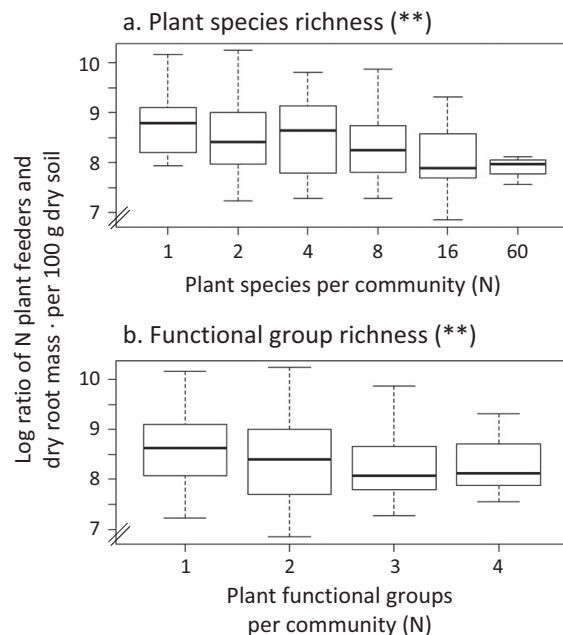 a. Plant species richness (**)
10
9
8
7
1 2 4 8 16 60
Plant species per community (N)
Log ratio of N plant feeders and
dry root mass · per 100 g dry soil
b. Functional group richness (**)
10
9
8
7
1 2 3 4
Plant functional groups
per community (N)